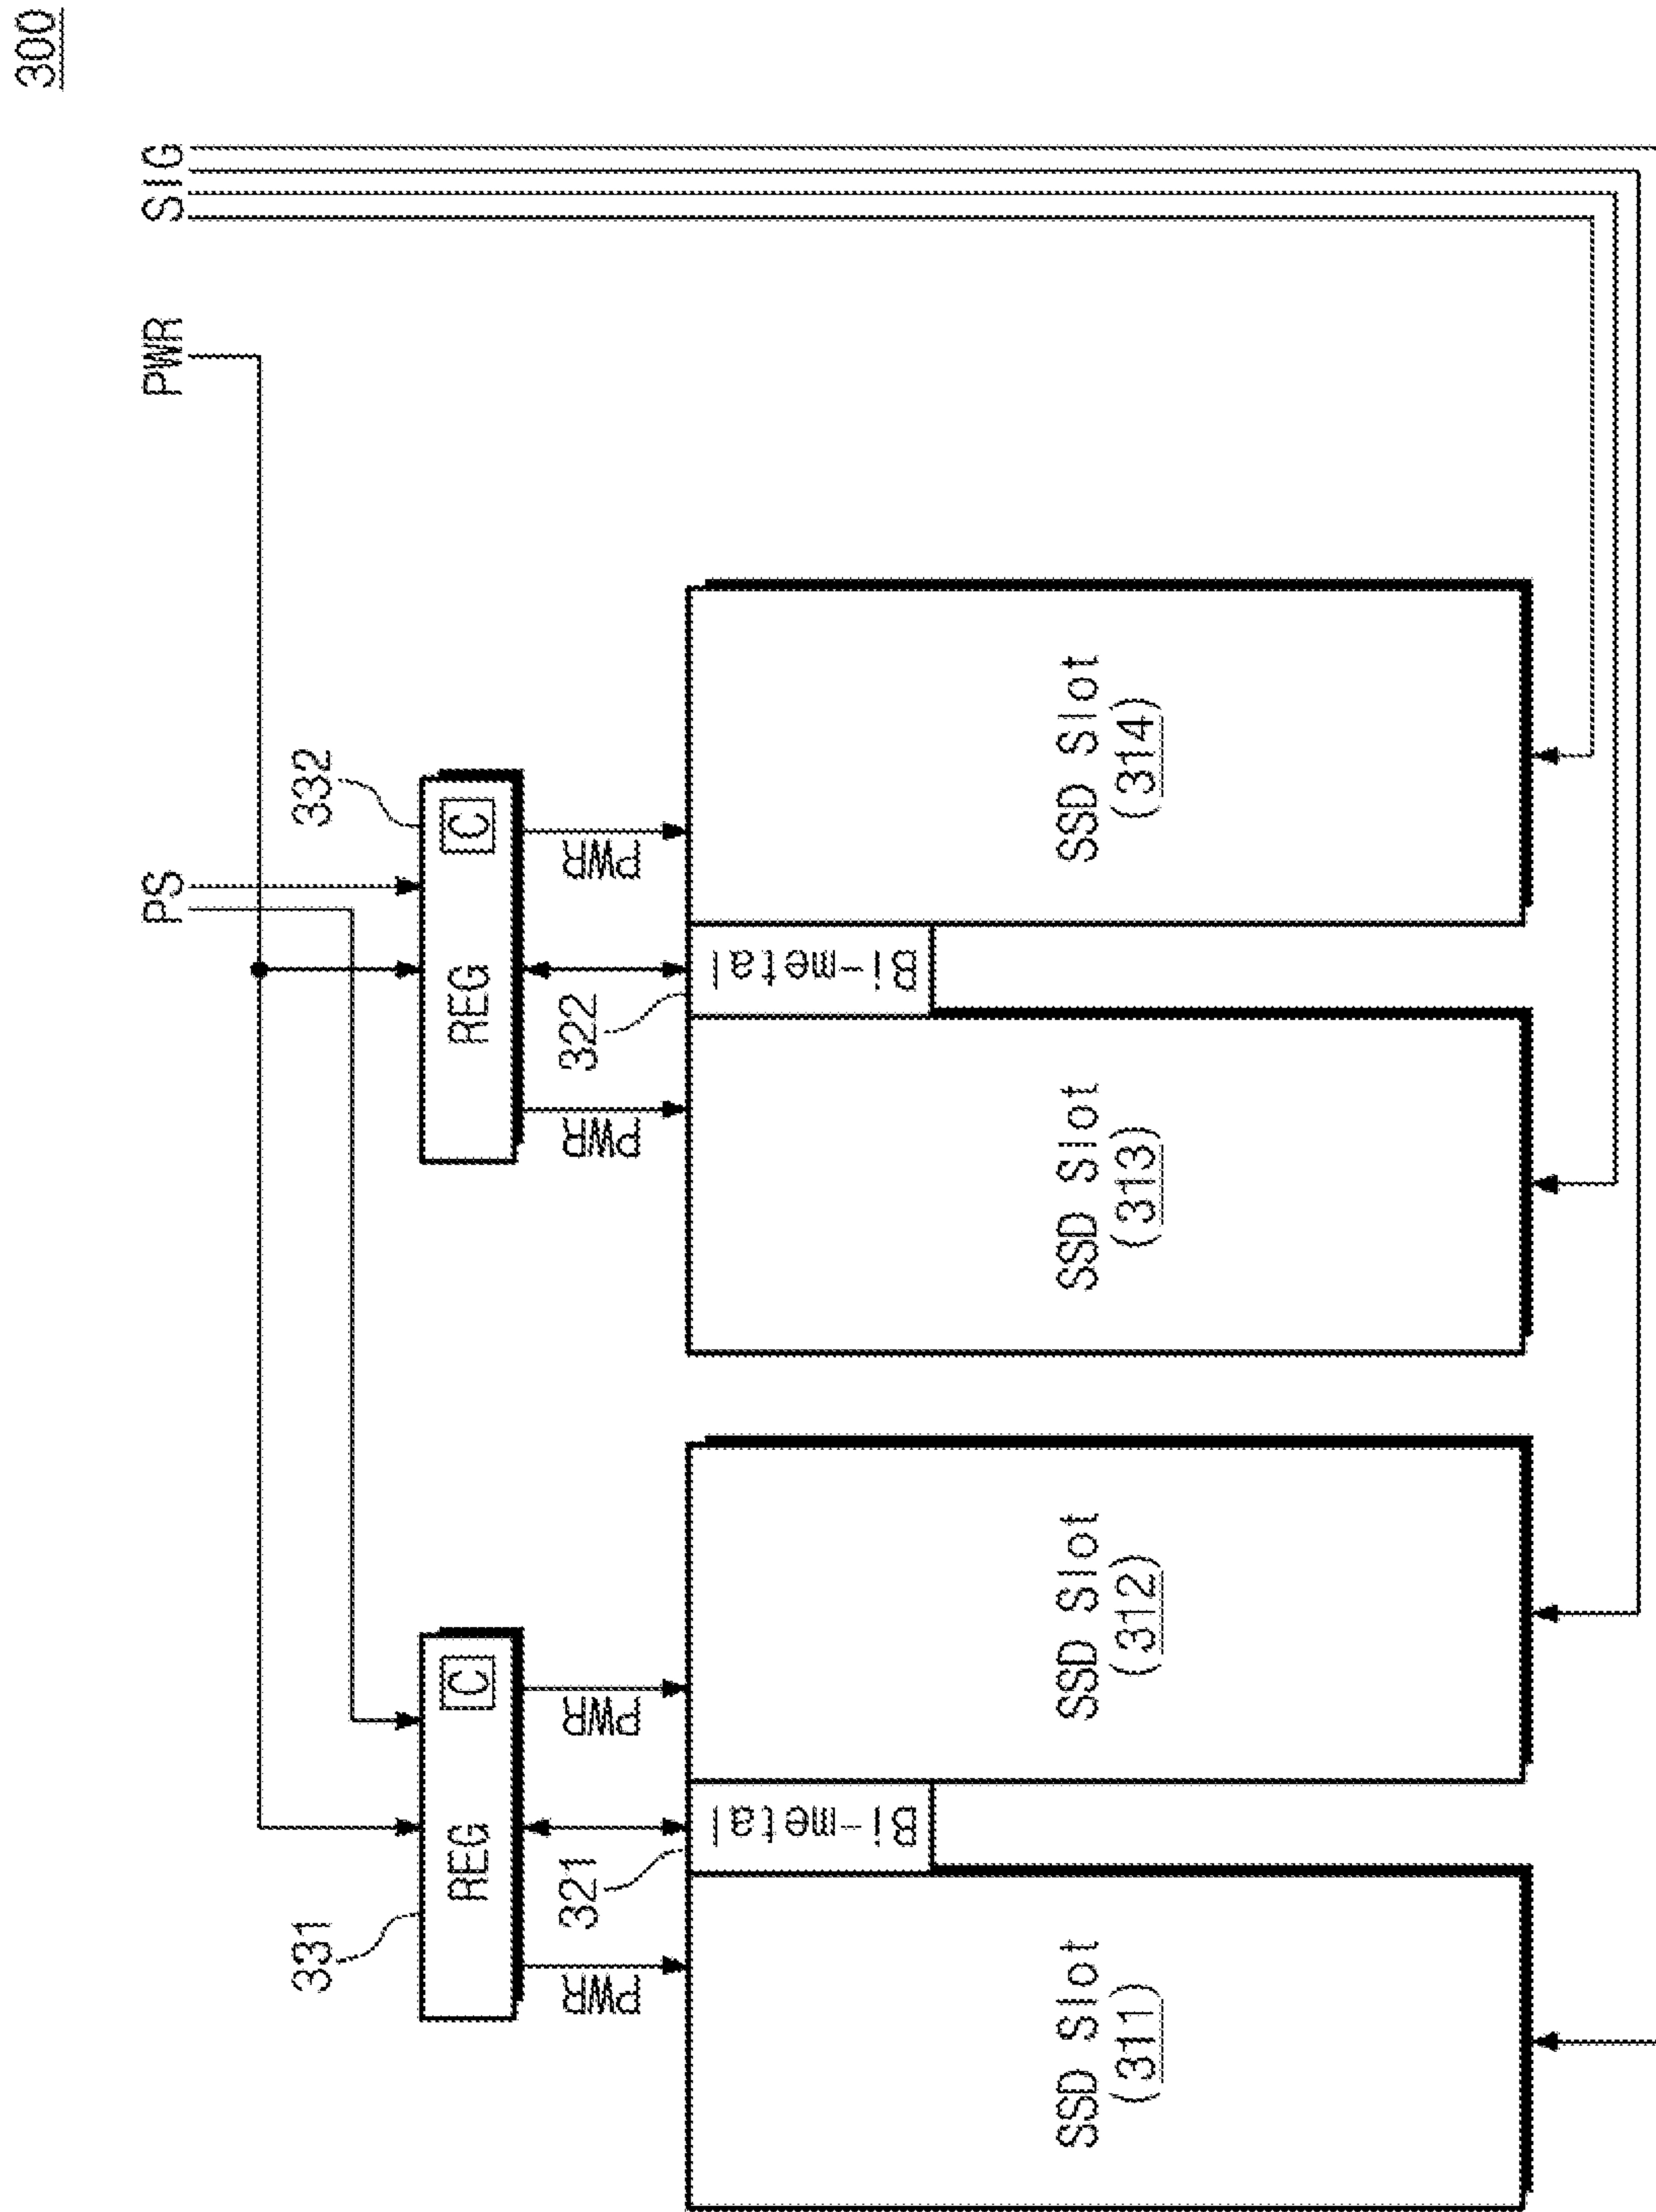 300
SIG
PWR
PS
332
REG
C
PWR
PWR
322
Bi-metal
SSD Slot
(314)
SSD Slot
(313)
331
REG
C
PWR
PWR
321
Bi-metal
SSD Slot
(312)
SSD Slot
(311)